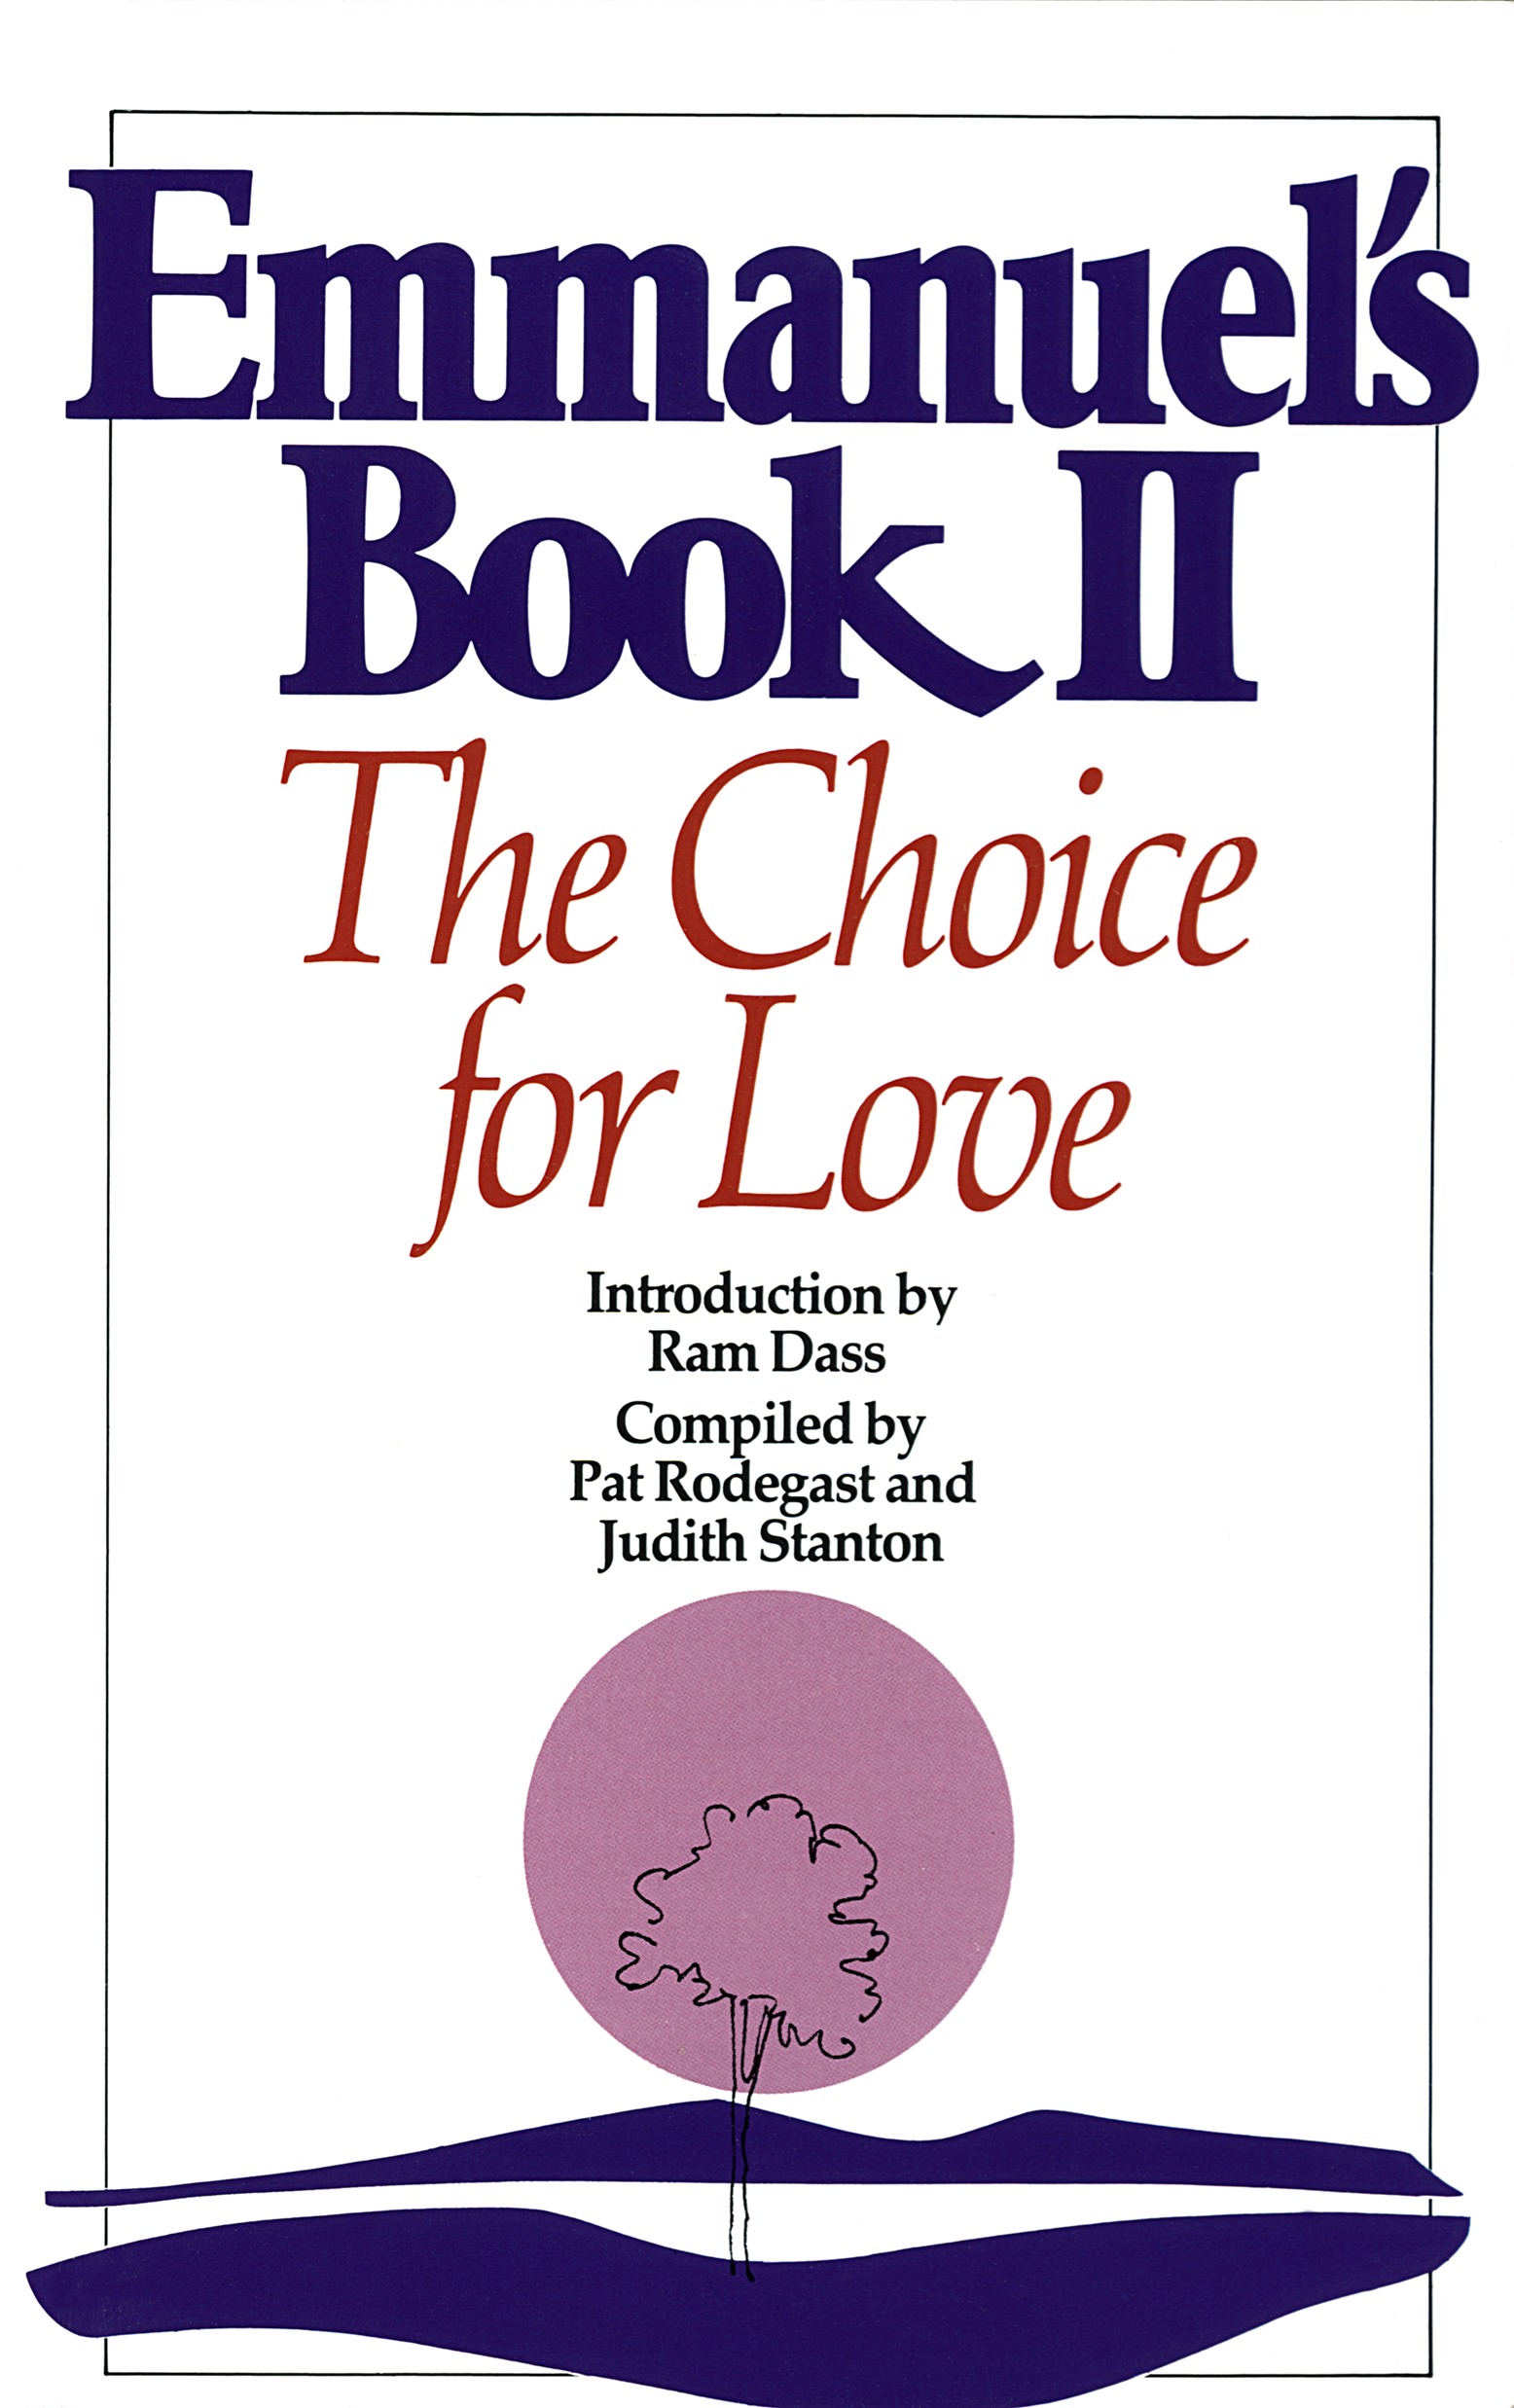 Emmanuel's
Book II
The Choice
for Love
Introduction by
Ram Dass
Compiled by
Pat Rodegast and
Judith Stanton